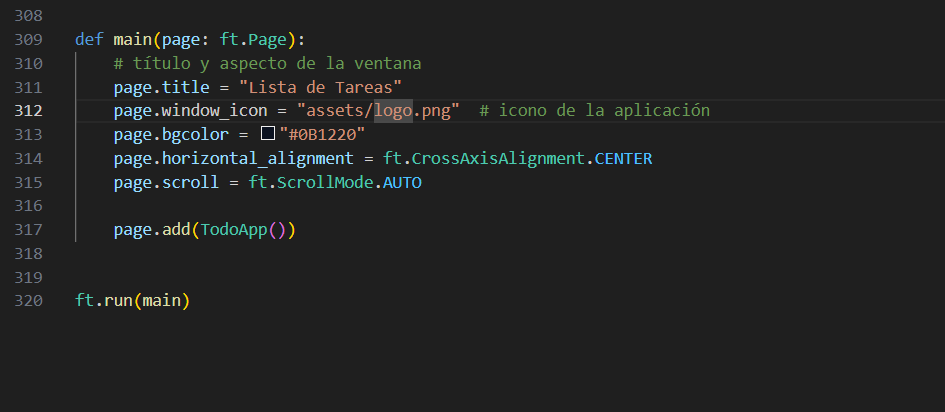 308
309 def main(page: ft.Page):
310 # título y aspecto de la ventana
311 page.title = "Lista de Tareas"
312 page.window_icon = "assets/logo.png" # icono de la aplicación
313 page.bgcolor = "#0B1220"
314 page.horizontal_alignment = ft.CrossAxisAlignment.CENTER
315 page.scroll = ft.ScrollMode.AUTO
316
317 page.add(TodoApp())
318
319
320 ft.run(main)